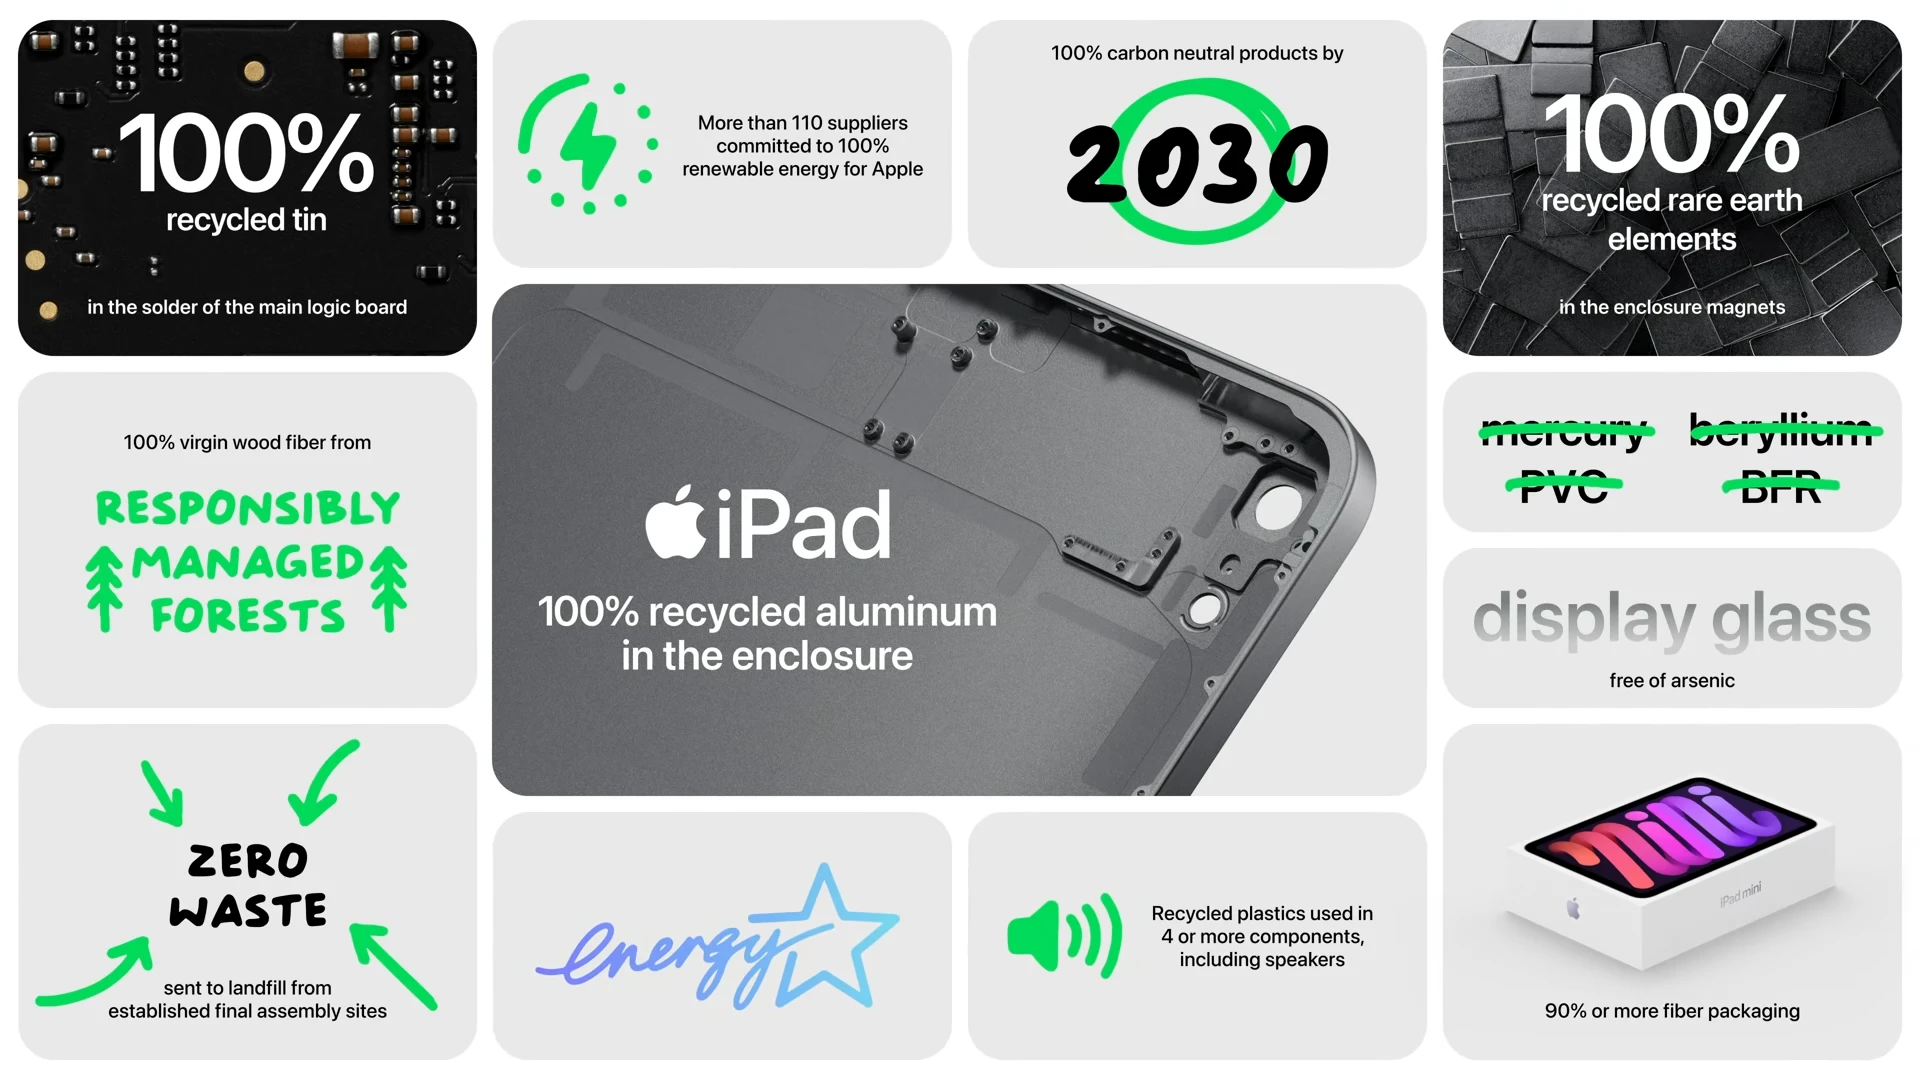 100%
recycled tin
in the solder of the main logic board
More than 110 suppliers
committed to 100%
renewable energy for Apple
100% carbon neutral products by
2030
100%
recycled rare earth
elements
in the enclosure magnets
100% virgin wood fiber from
RESPONSIBLY
MANAGED
FORESTS
iPad
100% recycled aluminum
in the enclosure
mercury beryllium
PVC BFR
display glass
free of arsenic
ZERO
WASTE
sent to landfill from
established final assembly sites
energy
Recycled plastics used in
4 or more components,
including speakers
mini
iPad mini
90% or more fiber packaging